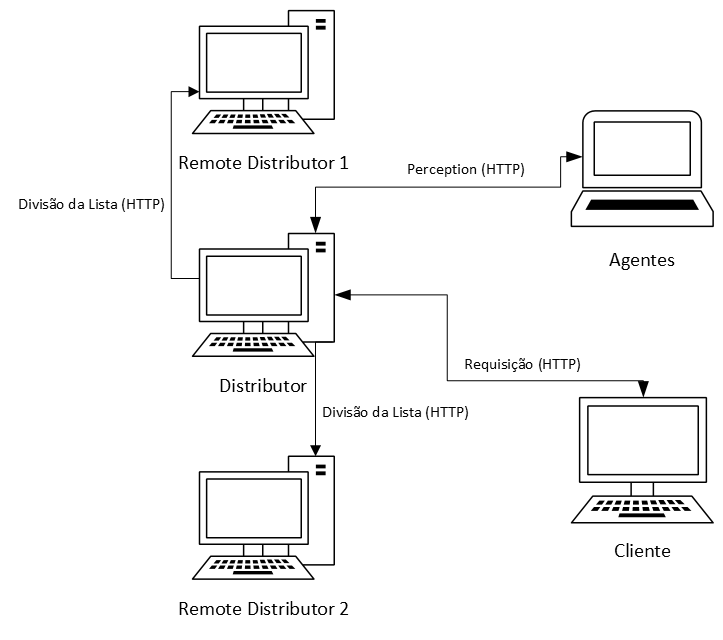 Remote Distributor 1
Perception (HTTP)
Divisão da Lista (HTTP)
Agentes
Requisição (HTTP)
Distributor
Divisão da Lista (HTTP)
Cliente
Remote Distributor 2